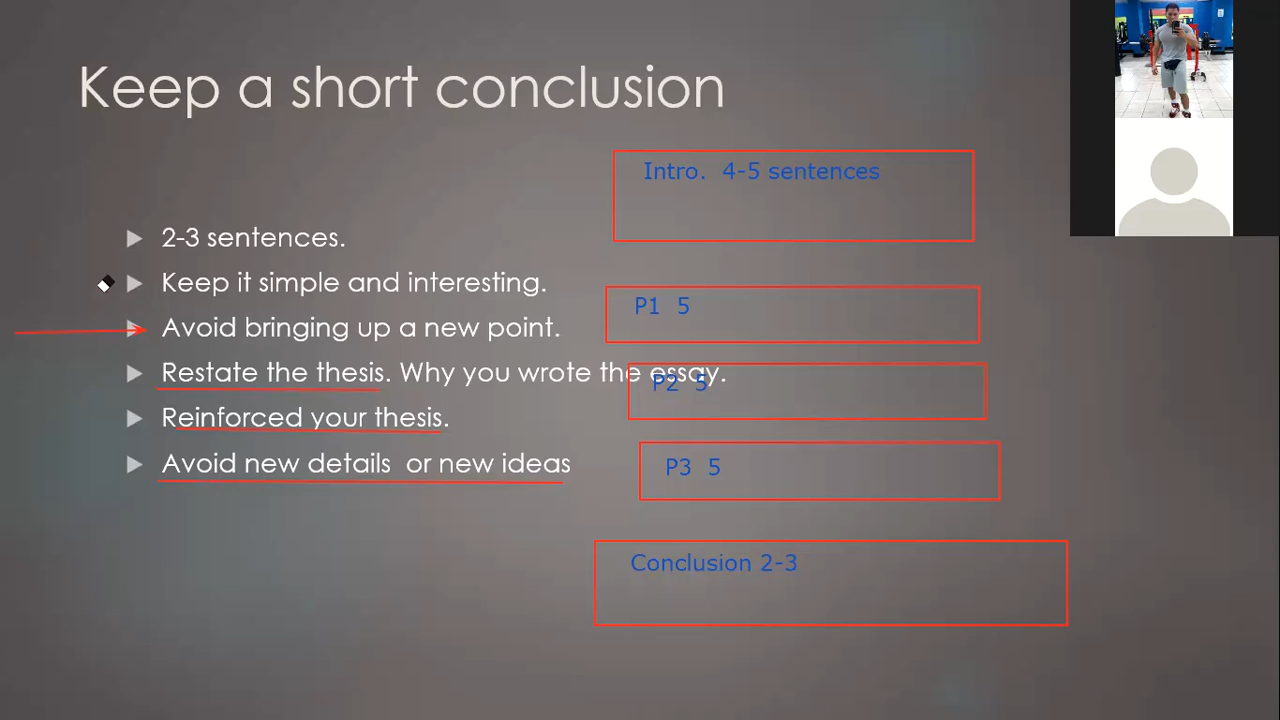 Keep a short conclusion
2-3 sentences.
Keep it simple and interesting.
Avoid bringing up a new point.
Restate the thesis. Why you wrote the essay.
Reinforced your thesis.
Avoid new details or new ideas
Intro. 4-5 sentences
P1 5
P2 5
P3 5
Conclusion 2-3